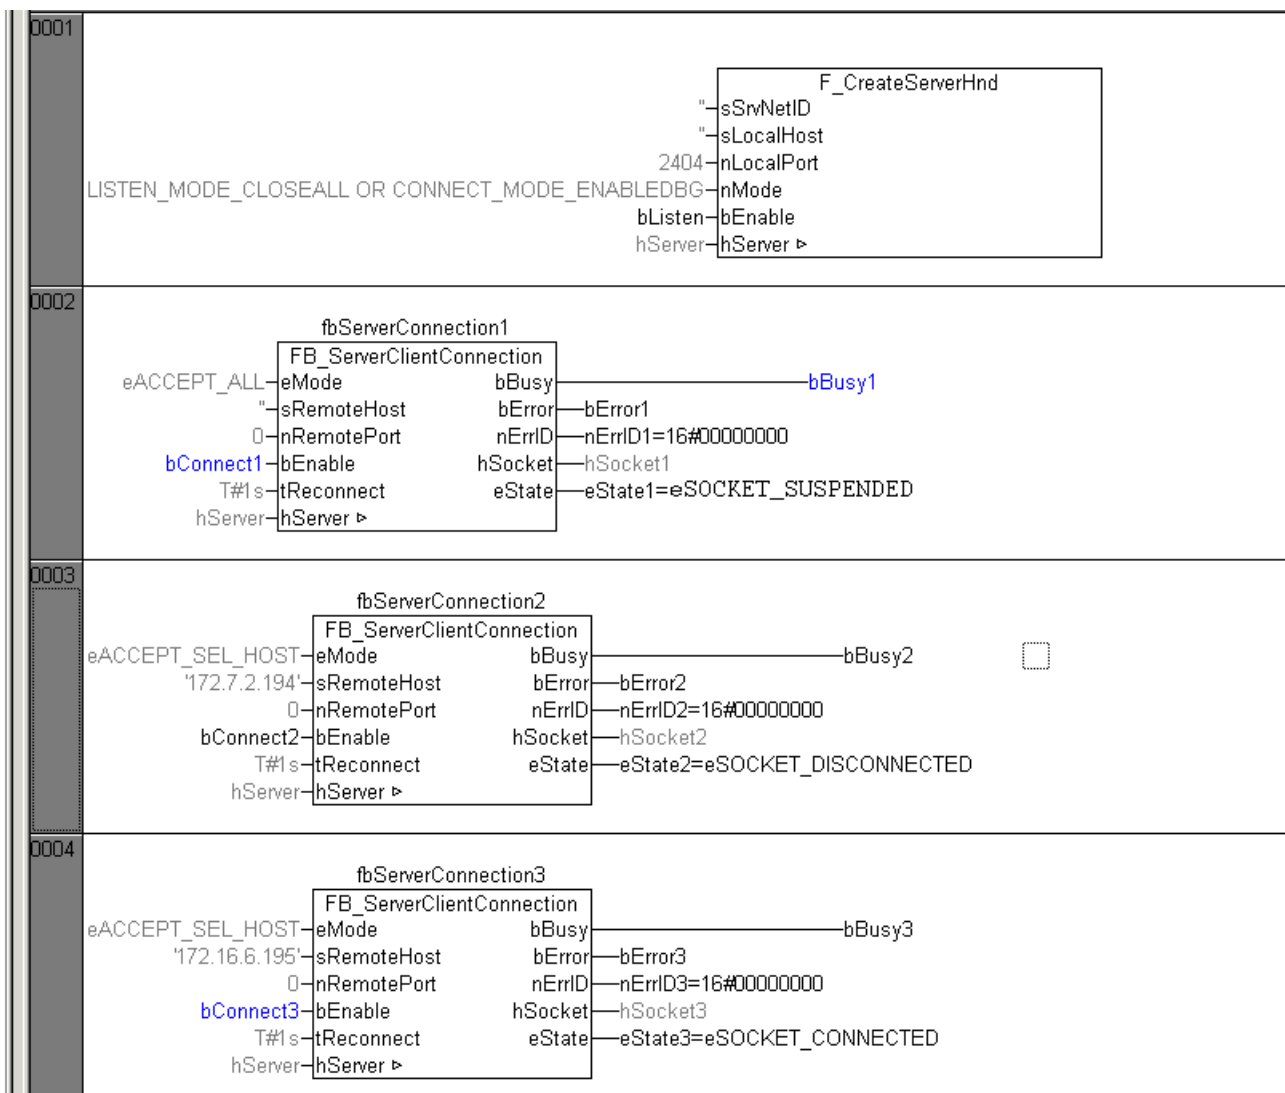 0001
F_CreateServerHnd
'' sSrvNetID
'' sLocalHost
2404 nLocalPort
LISTEN_MODE_CLOSEALL OR CONNECT_MODE_ENABLEDBG nMode
bListen bEnable
hServer hServer ▷
0002
fbServerConnection1
FB_ServerClientConnection
eACCEPT_ALL eMode bBusy bBusy1
'' sRemoteHost bError bError1
0 nRemotePort nErrID nErrID1=16#00000000
bConnect1 bEnable hSocket hSocket1
T#1s tReconnect eState eState1=eSOCKET_SUSPENDED
hServer hServer ▷
0003
fbServerConnection2
FB_ServerClientConnection
eACCEPT_SEL_HOST eMode bBusy bBusy2
'172.7.2.194' sRemoteHost bError bError2
0 nRemotePort nErrID nErrID2=16#00000000
bConnect2 bEnable hSocket hSocket2
T#1s tReconnect eState eState2=eSOCKET_DISCONNECTED
hServer hServer ▷
0004
fbServerConnection3
FB_ServerClientConnection
eACCEPT_SEL_HOST eMode bBusy bBusy3
'172.16.6.195' sRemoteHost bError bError3
0 nRemotePort nErrID nErrID3=16#00000000
bConnect3 bEnable hSocket hSocket3
T#1s tReconnect eState eState3=eSOCKET_CONNECTED
hServer hServer ▷